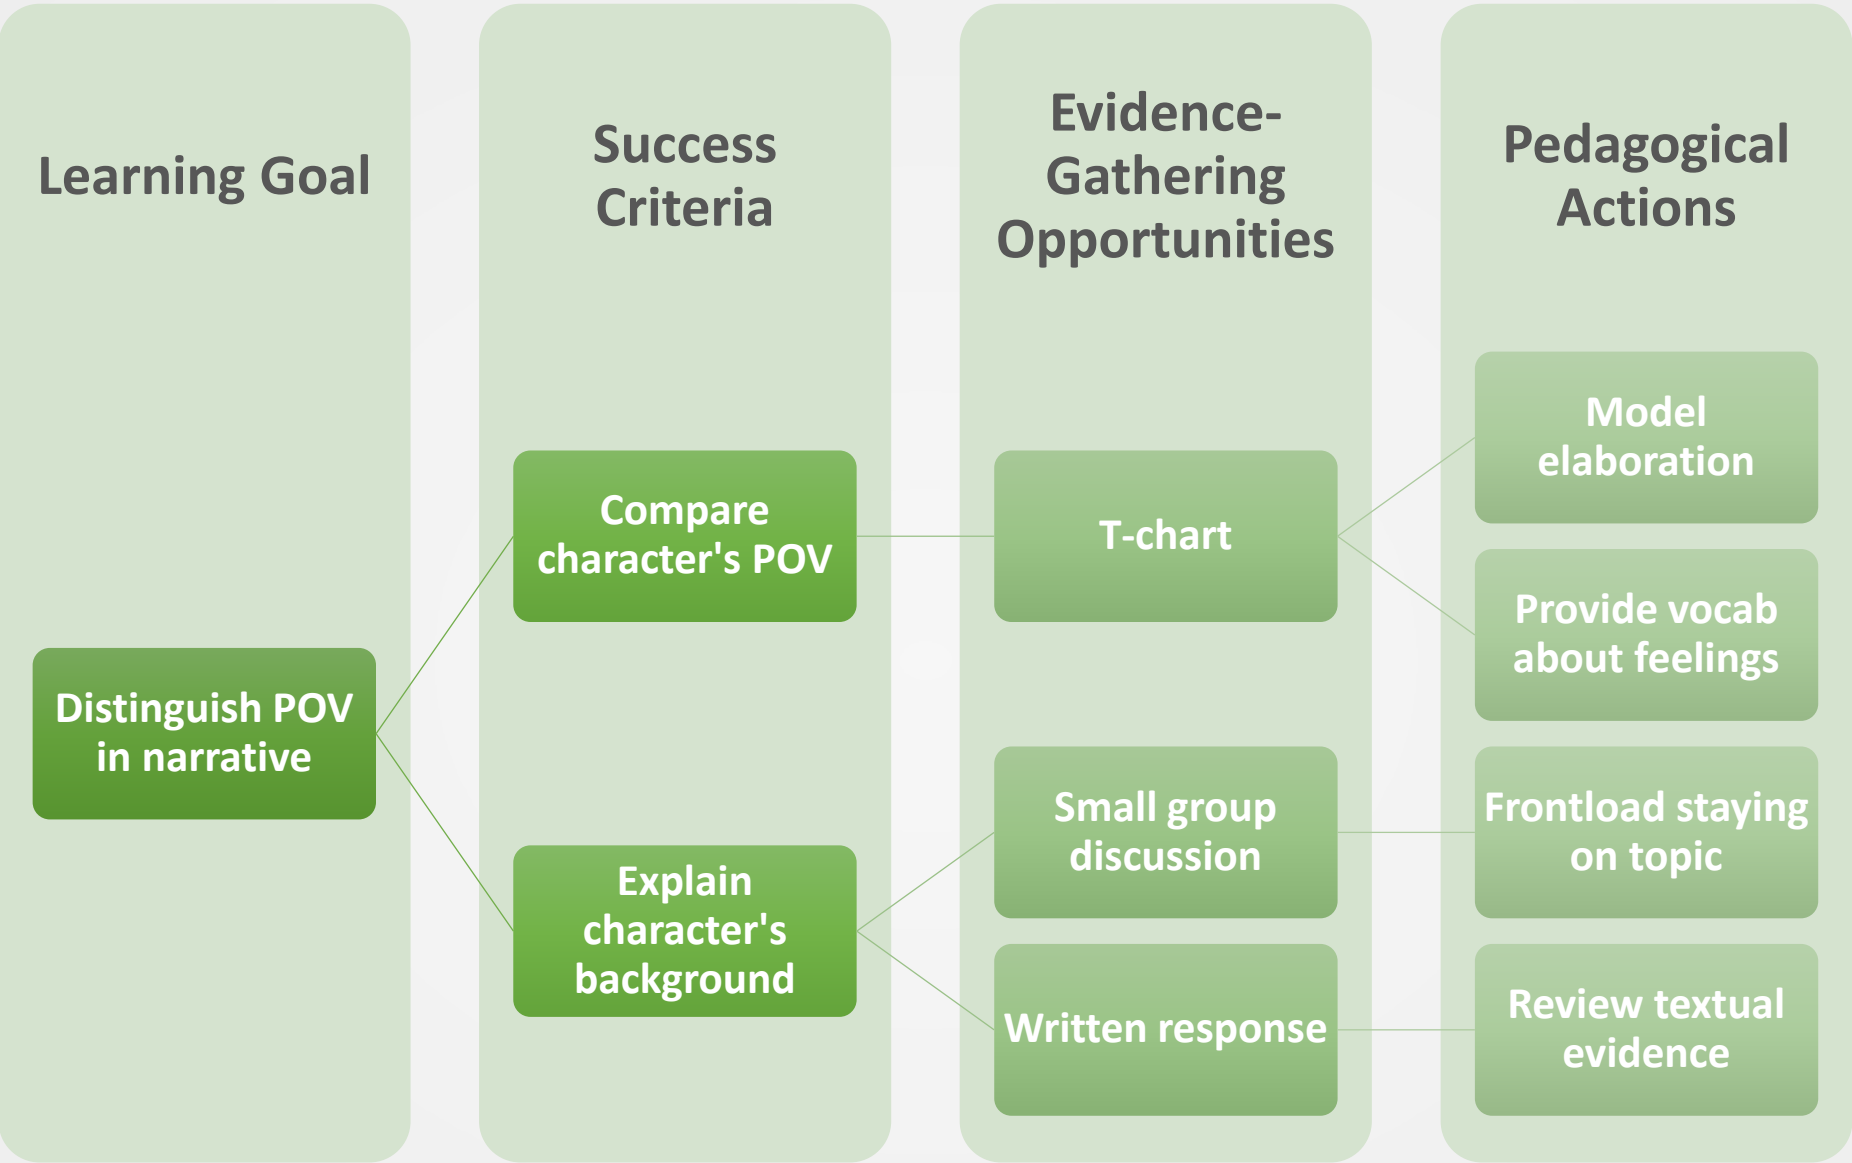 Learning Goal
Success
Criteria
Evidence-
Gathering
Opportunities
Pedagogical
Actions
Distinguish POV
in narrative
Compare
character's POV
Explain
character's
background
T-chart
Small group
discussion
Written response
Model
elaboration
Provide vocab
about feelings
Frontload staying
on topic
Review textual
evidence